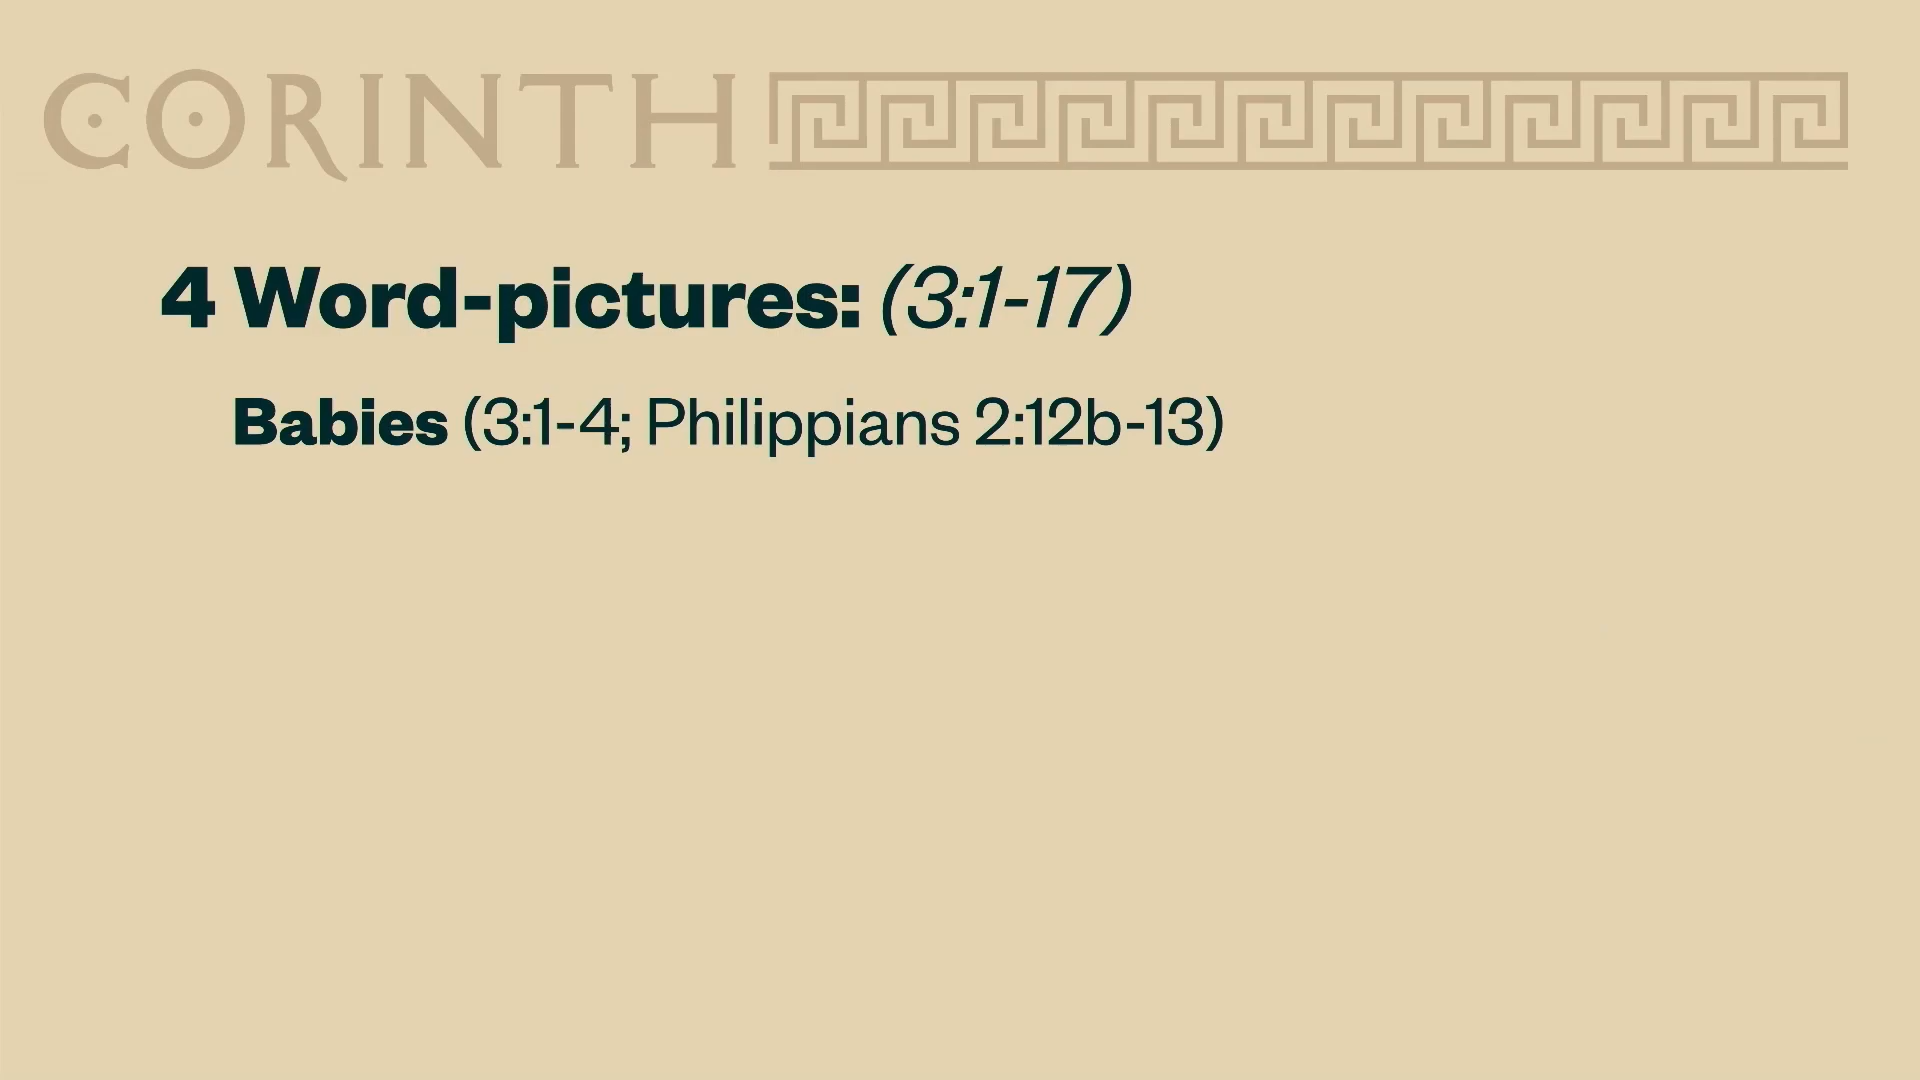 CORINTH
4 Word-pictures: (3:1-17)
Babies (3:1-4; Philippians 2:12b-13)